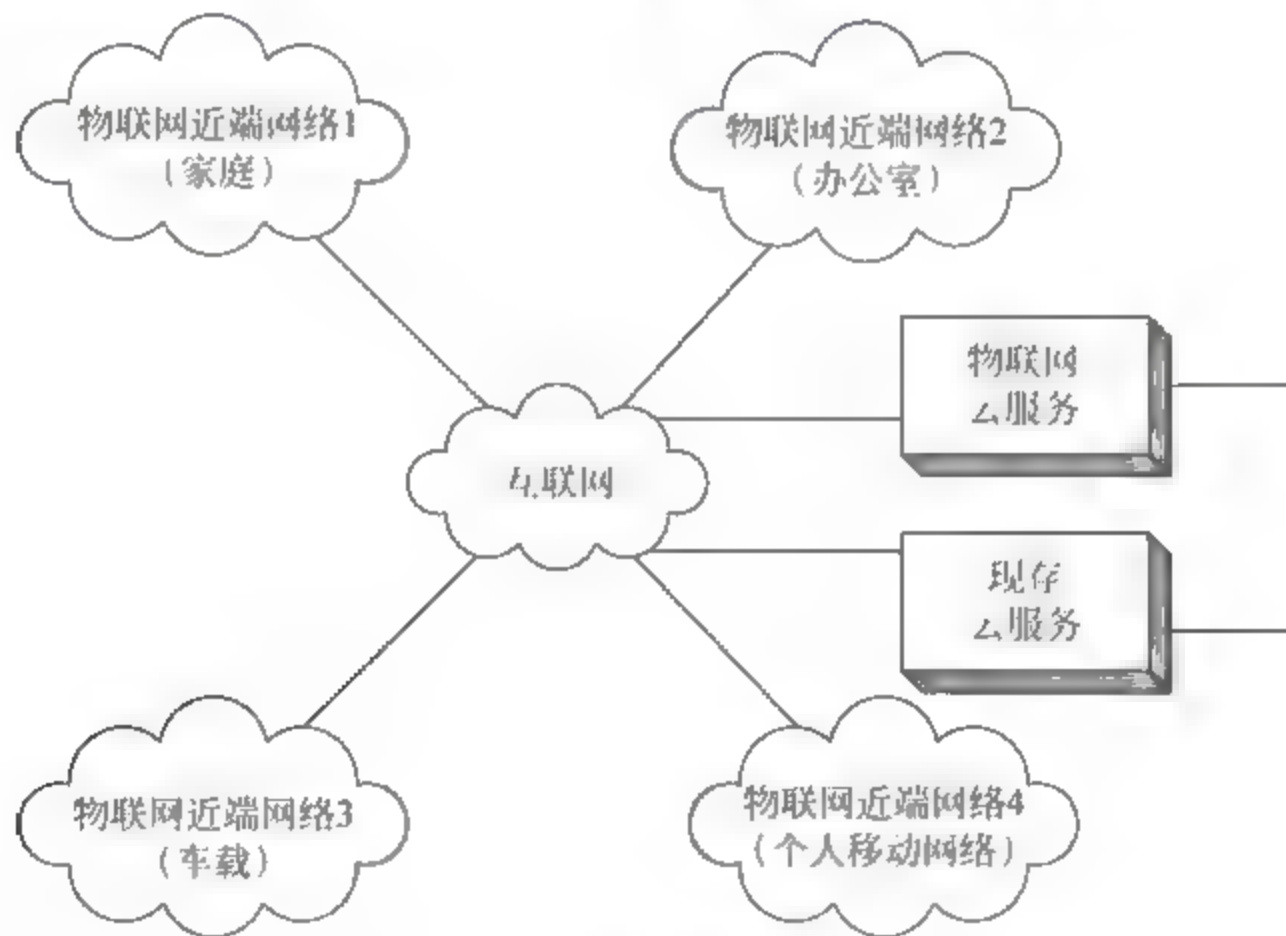 物联网近端网络1
（家庭）
物联网近端网络2
（办公室）
物联网
云服务
互联网
现存
云服务
物联网近端网络3
（车载）
物联网近端网络4
（个人移动网络）